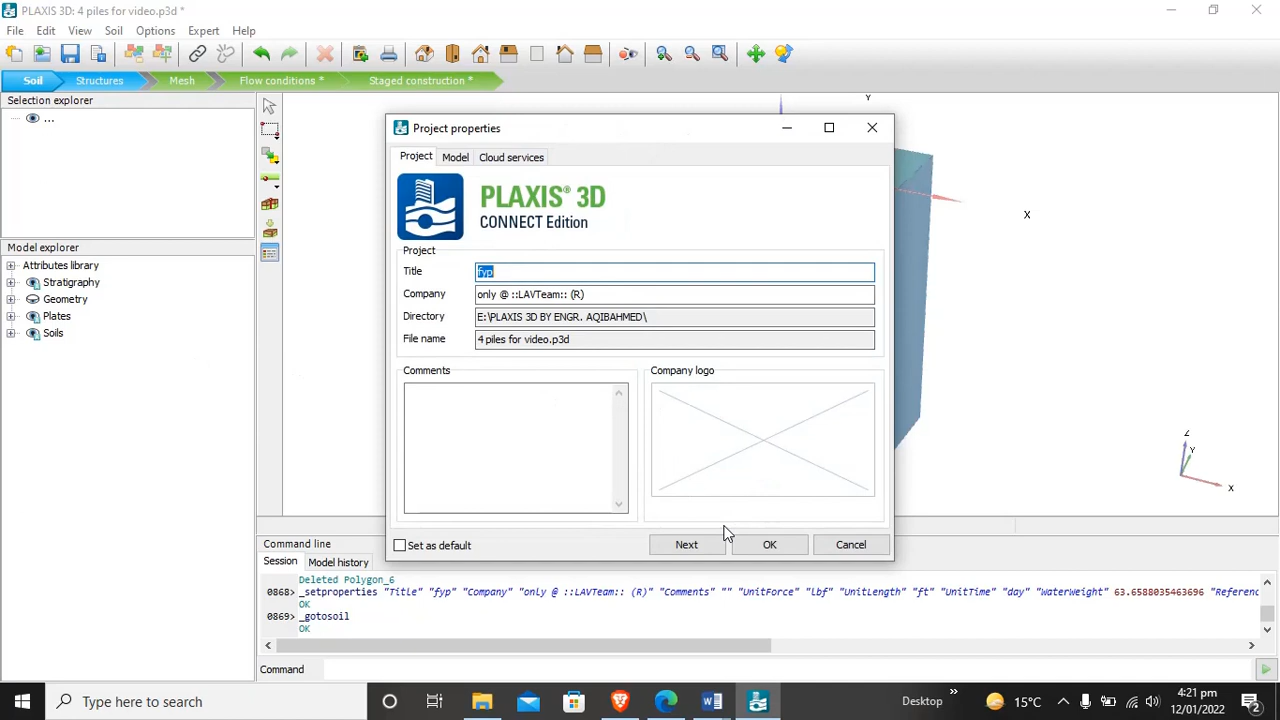 PLAXIS 3D: 4 piles for video.p3d *
File Edit View Soil Options Expert Help
Soil Structures Mesh Flow conditions * Staged construction *
Selection explorer
...
Model explorer
Attributes library
Stratigraphy
Geometry
Plates
Soils
Y
X
Z
Y
X
Project properties
Project Model Cloud services
PLAXIS® 3D
CONNECT Edition
Project
Title fyp
Company only @ ::LAVTeam:: (R)
Directory E:\PLAXIS 3D BY ENGR. AQIBAHMED\
File name 4 piles for video.p3d
Comments Company logo
Set as default Next OK Cancel
Command line
Session Model history
Deleted Polygon_6
0868> _setproperties "Title" "fyp" "Company" "only @ ::LAVTeam:: (R)" "Comments" "" "UnitForce" "lbf" "UnitLength" "ft" "UnitTime" "day" "WaterWeight" 63.6588035463696 "Referenc
OK
0869> _gotosoil
OK
Command
Type here to search
Desktop
15°C
4:21 pm
12/01/2022
2